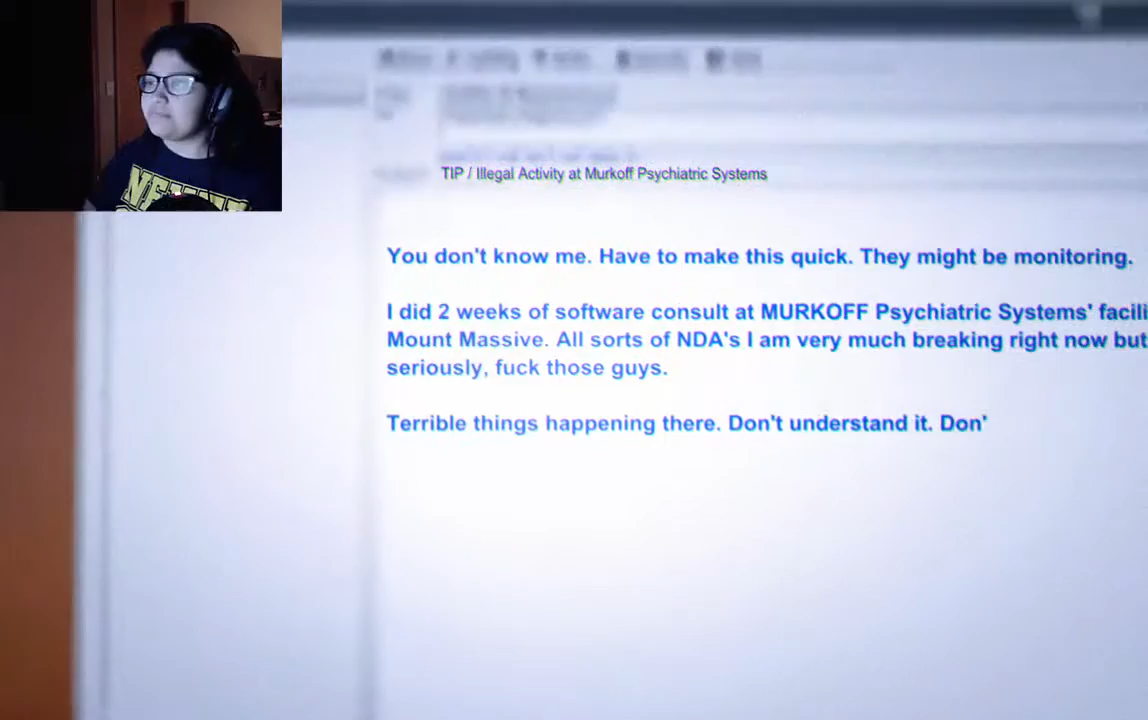 TIP / Illegal Activity at Murkoff Psychiatric Systems
You don't know me. Have to make this quick. They might be monitoring.
I did 2 weeks of software consult at MURKOFF Psychiatric Systems' facili
Mount Massive. All sorts of NDA's I am very much breaking right now but
seriously, fuck those guys.
Terrible things happening there. Don't understand it. Don'